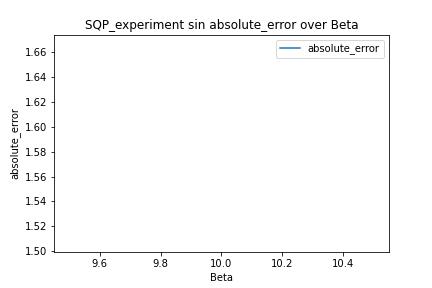 SQP_experiment sin absolute_error over Beta
absolute_error
1.66
1.64
1.62
1.60
1.58
1.56
1.54
1.52
1.50
absolute_error
9.6 9.8 10.0 10.2 10.4
Beta